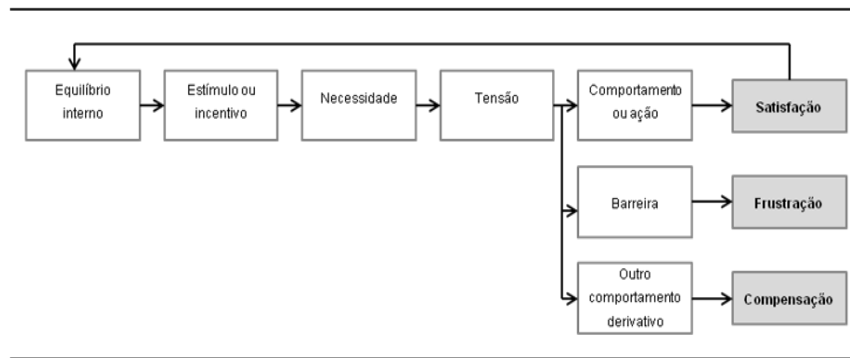 Equilíbrio
interno
Estímulo ou
incentivo
Necessidade
Tensão
Comportamento
ou ação
Satisfação
Barreira
Frustração
Outro
comportamento
derivativo
Compensação